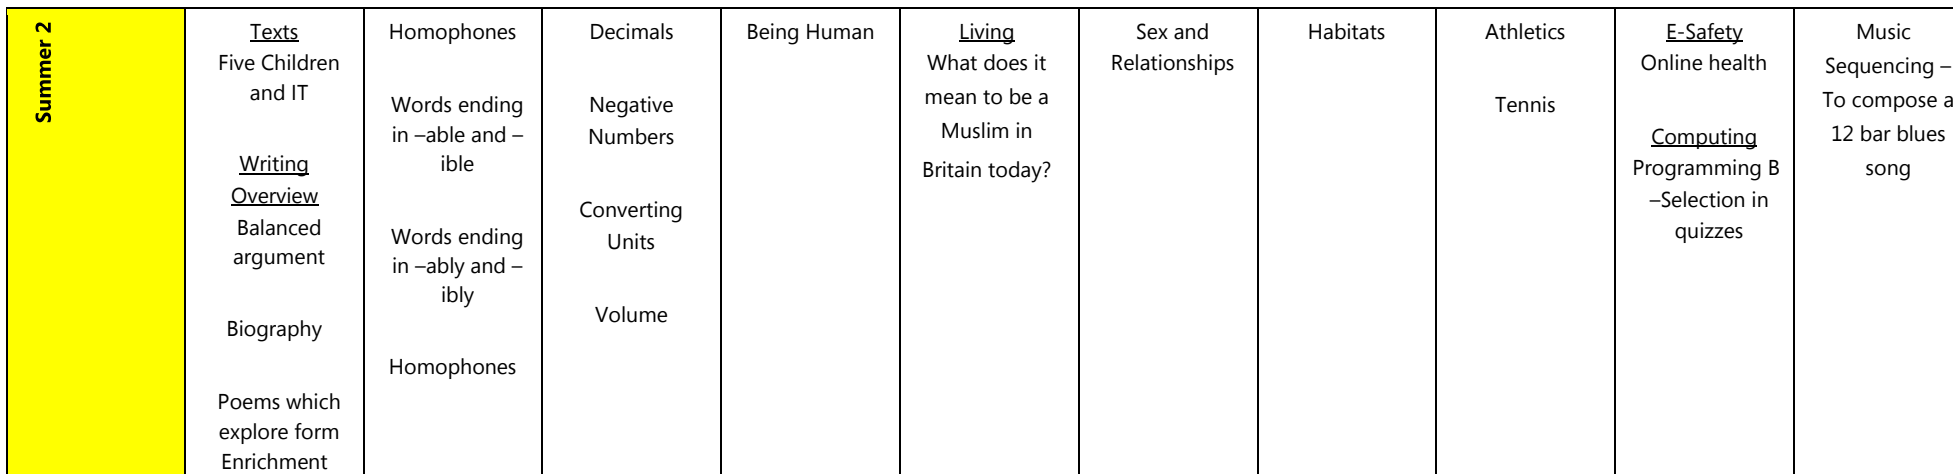 Summer 2
Texts
Five Children
and IT
Writing
Overview
Balanced
argument
Biography
Poems which
explore form
Enrichment
Homophones
Words ending
in –able and –
ible
Words ending
in –ably and –
ibly
Homophones
Decimals
Negative
Numbers
Converting
Units
Volume
Being Human
Living
What does it
mean to be a
Muslim in
Britain today?
Sex and
Relationships
Habitats
Athletics
Tennis
E-Safety
Online health
Computing
Programming B
–Selection in
quizzes
Music
Sequencing –
To compose a
12 bar blues
song